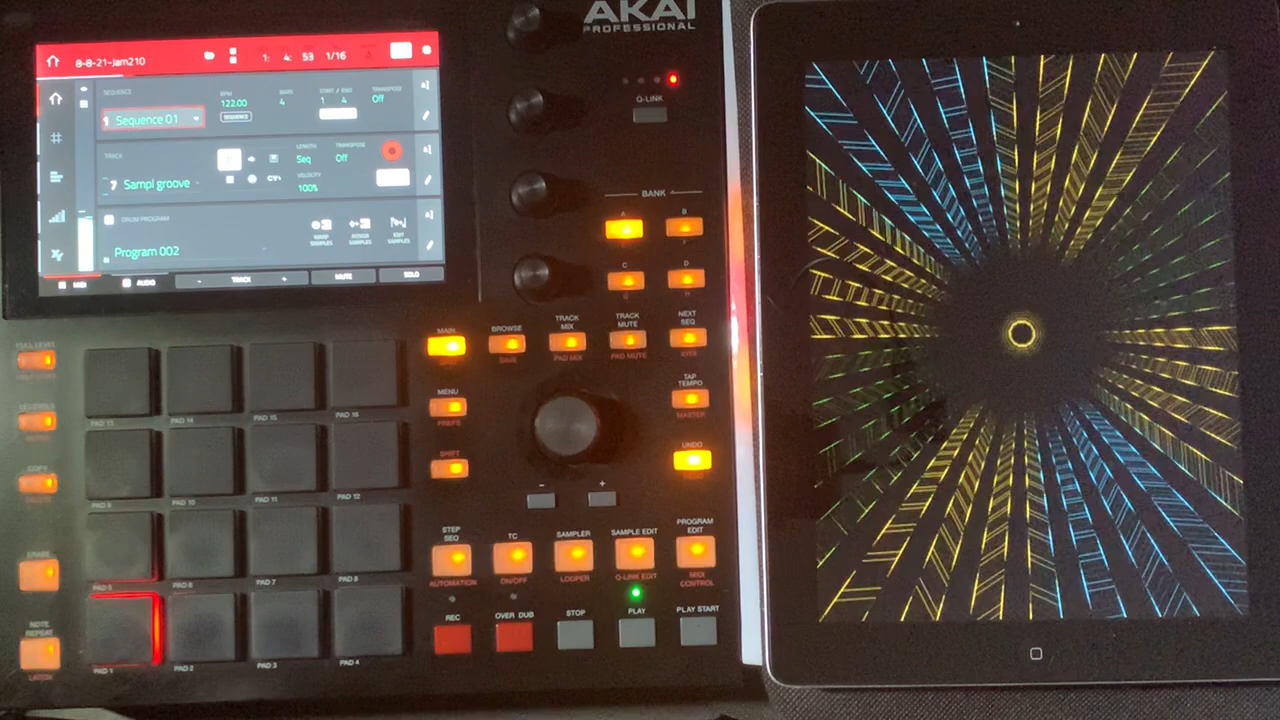 AKAI
PROFESSIONAL
8-8-21-Jam210
1: 4: 53 1/16
SEQUENCE
BPM
BARS
START / END
TRANSPOSE
122.00
4
1 4
Off
1 Sequence 01
SEQUENCE
TRACK
LENGTH
TRANSPOSE
Seq
Off
7 Sampl groove
VELOCITY
100%
DRUM PROGRAM
Program 002
MIDI
AUDIO
- TRACK +
MUTE
SOLO
Q-LINK
BANK
A
B
C
D
MAIN
BROWSE
SAVE
TRACK
MIX
PAD MIX
TRACK
MUTE
PAD MUTE
NEXT
SEQ
MENU
PREFS
TAP
TEMPO
MASTER
SHIFT
UNDO
- +
FULL LEVEL
COPY
ERASE
NOTE
REPEAT
LATCH
PAD 13
PAD 14
PAD 15
PAD 16
PAD 9
PAD 10
PAD 11
PAD 12
PAD 5
PAD 6
PAD 7
PAD 8
PAD 1
PAD 2
PAD 3
PAD 4
STEP
SEQ
AUTOMATION
TC
ON/OFF
SAMPLER
LOOPER
SAMPLE EDIT
Q-LINK EDIT
PROGRAM
EDIT
MIDI
CONTROL
REC
OVER DUB
STOP
PLAY
PLAY START